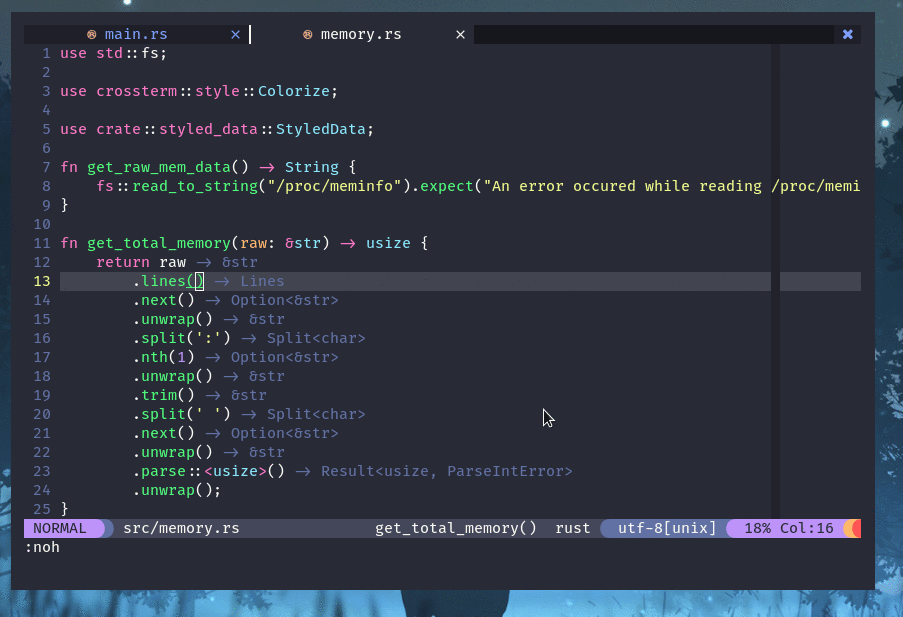 main.rs × memory.rs × ×
1 use std::fs;
2
3 use crossterm::style::Colorize;
4
5 use crate::styled_data::StyledData;
6
7 fn get_raw_mem_data() → String {
8     fs::read_to_string("/proc/meminfo").expect("An error occured while reading /proc/memi
9 }
10
11 fn get_total_memory(raw: &str) → usize {
12     return raw → &str
13         .lines() → Lines
14         .next() → Option<&str>
15         .unwrap() → &str
16         .split(':') → Split<char>
17         .nth(1) → Option<&str>
18         .unwrap() → &str
19         .trim() → &str
20         .split(' ') → Split<char>
21         .next() → Option<&str>
22         .unwrap() → &str
23         .parse::<usize>() → Result<usize, ParseIntError>
24         .unwrap();
25 }
NORMAL src/memory.rs get_total_memory() rust utf-8[unix] 18% Col:16
:noh